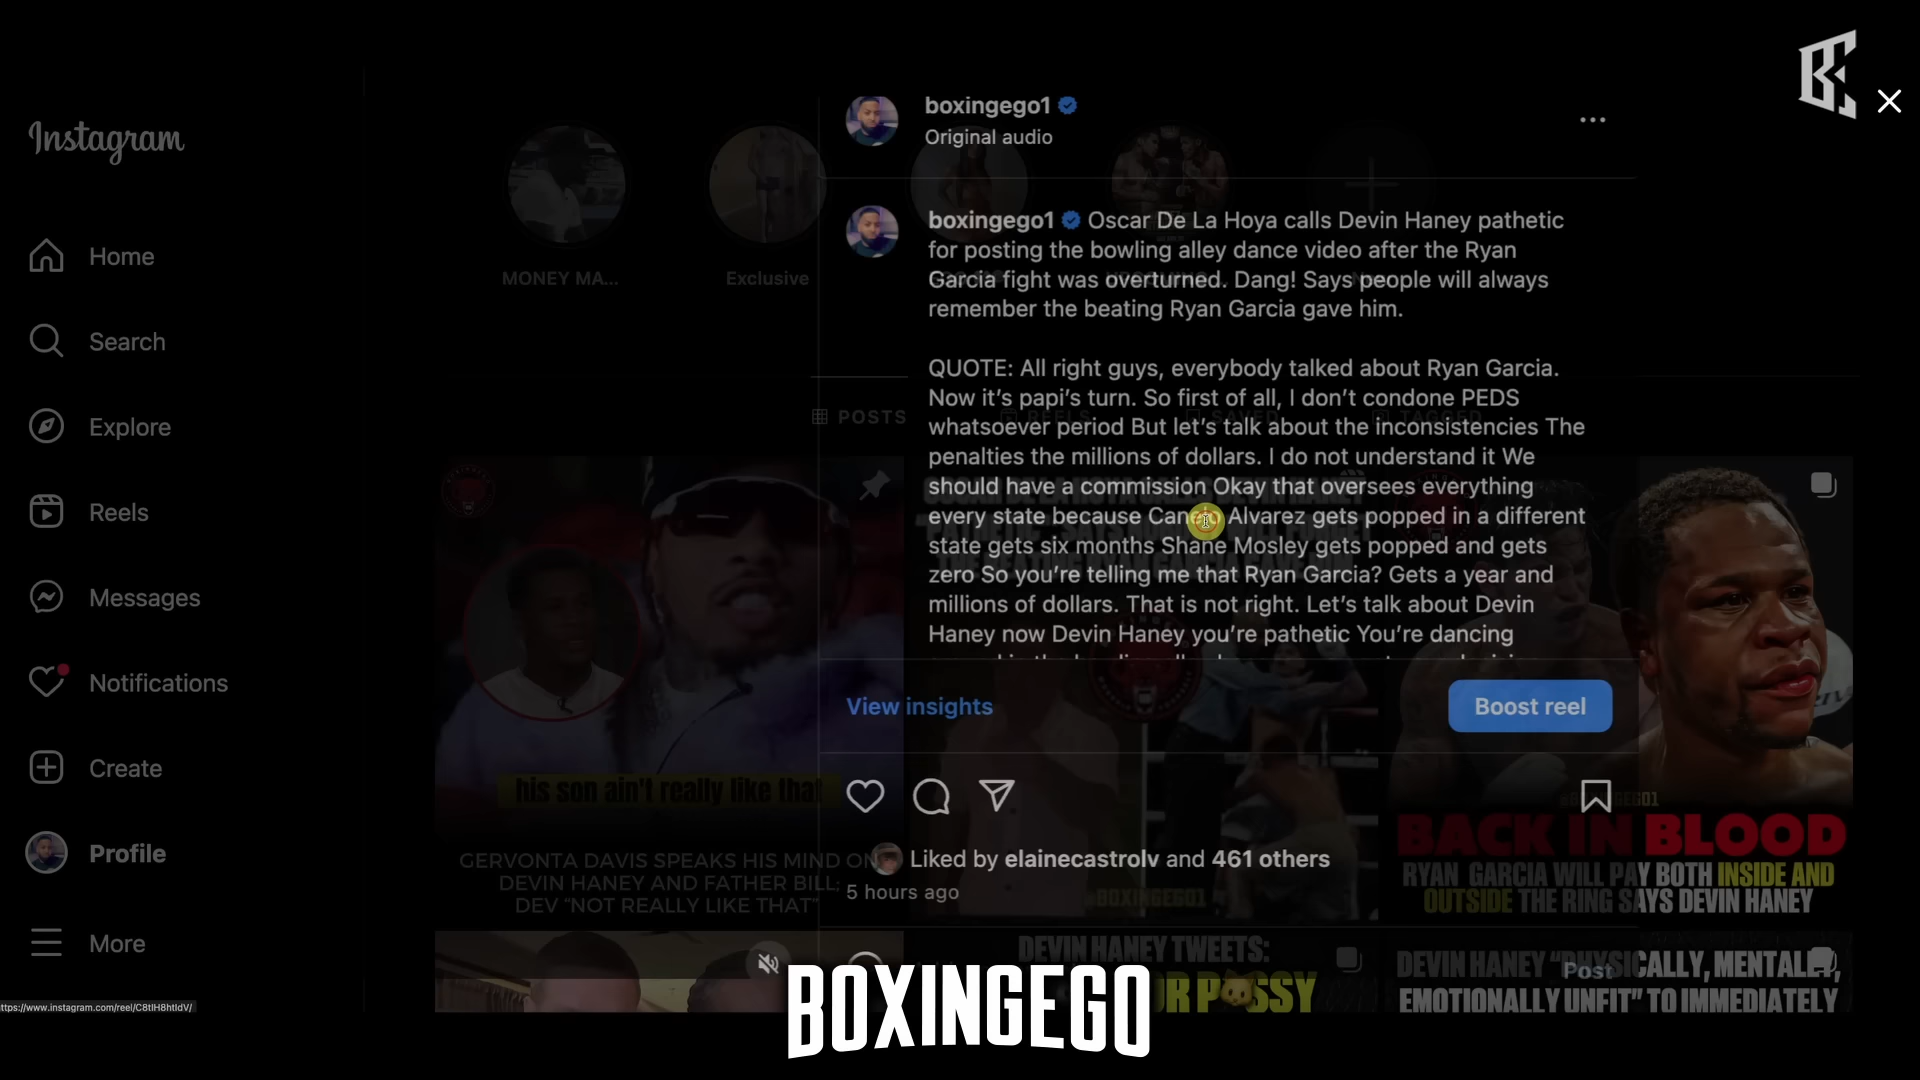 Instagram
Home
Search
Explore
Reels
Messages
Notifications
Create
Profile
More
https://www.instagram.com/reel/C8tIH8htIdV/
boxingego1
Original audio
MONEY MA...
Exclusive
boxingego1 Oscar De La Hoya calls Devin Haney pathetic
for posting the bowling alley dance video after the Ryan
Garcia fight was overturned. Dang! Says people will always
remember the beating Ryan Garcia gave him.
QUOTE: All right guys, everybody talked about Ryan Garcia.
Now it's papi's turn. So first of all, I don't condone PEDS
whatsoever period But let's talk about the inconsistencies The
penalties the millions of dollars. I do not understand it We
should have a commission Okay that oversees everything
every state because Canelo Alvarez gets popped in a different
state gets six months Shane Mosley gets popped and gets
zero So you're telling me that Ryan Garcia? Gets a year and
millions of dollars. That is not right. Let's talk about Devin
Haney now Devin Haney you're pathetic You're dancing
POSTS
REELS
SAVED
TAGGED
View insights
Boost reel
Liked by elainecastrolv and 461 others
5 hours ago
Post
his son ain't really like that
GERVONTA DAVIS SPEAKS HIS MIND ON
DEVIN HANEY AND FATHER BILL:
DEV "NOT REALLY LIKE THAT"
@BOXINGEGO1
@BOXINGEGO1
BACK IN BLOOD
RYAN GARCIA WILL PAY BOTH INSIDE AND
OUTSIDE THE RING SAYS DEVIN HANEY
DEVIN HANEY TWEETS:
DEVIN HANEY "PHYSICALLY, MENTALLY,
EMOTIONALLY UNFIT" TO IMMEDIATELY
BOXINGEGO